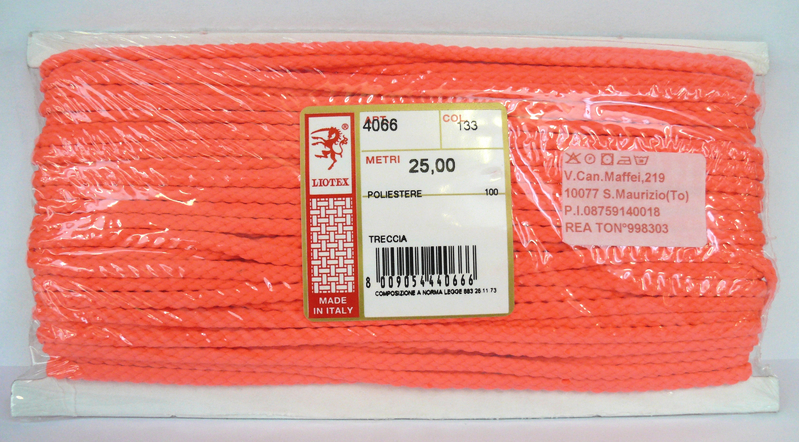 ART. 4066 COL. 133
®
LIOTEX
METRI 25,00
POLIESTERE 100
TRECCIA
8 009054 440666
COMPOSIZIONE A NORMA LEGGE 883 26 11 73
MADE
IN ITALY
V.Can.Maffei,219
10077 S.Maurizio(To)
P.I.08759140018
REA TON°998303